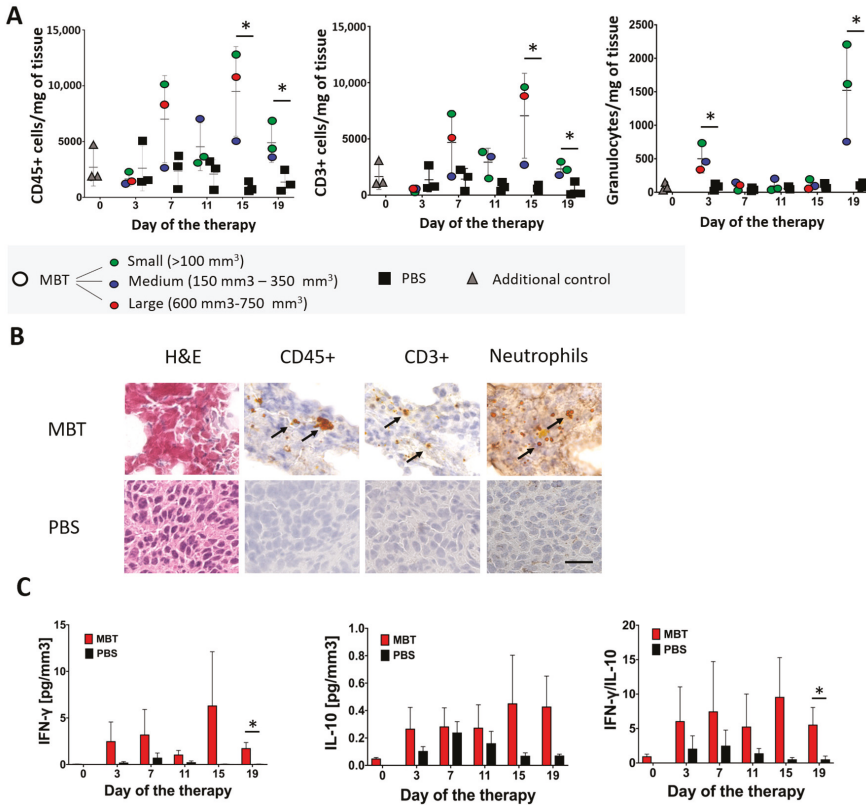 A
CD45+ cells/mg of tissue
15,000
10,000
5000
0
0 3 7 11 15 19
Day of the therapy
*
*
CD3+ cells/mg of tissue
15,000
10,000
5000
0
0 3 7 11 15 19
Day of the therapy
*
*
Granulocytes/mg of tissue
2500
2000
1500
1000
500
0
0 3 7 11 15 19
Day of the therapy
*
*
MBT
Small (>100 mm³)
Medium (150 mm3 – 350 mm³)
Large (600 mm3-750 mm³)
PBS
Additional control
B
H&E CD45+ CD3+ Neutrophils
MBT
PBS
C
IFN-γ [pg/mm3]
15
10
5
0
MBT
PBS
*
0 3 7 11 15 19
Day of the therapy
IL-10 [pg/mm3]
1.0
0.8
0.6
0.4
0.2
0.0
MBT
PBS
0 3 7 11 15 19
Day of the therapy
IFN-γ/IL-10
20
15
10
5
0
MBT
PBS
*
0 3 7 11 15 19
Day of the therapy